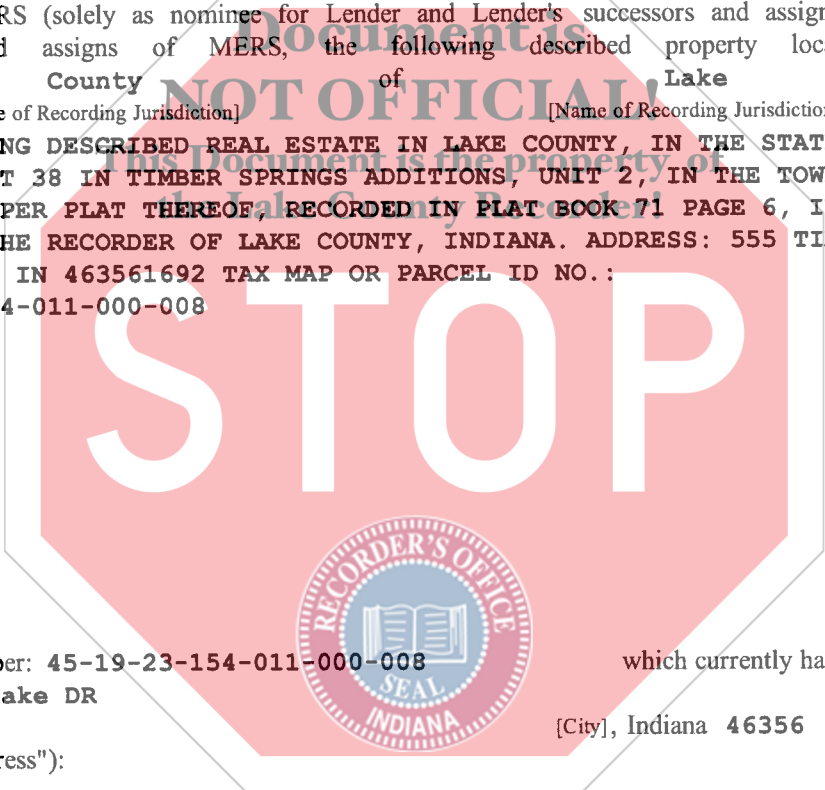 RS (solely as nominee for Lender and Lender's successors and assign
d assigns of MERS, the following described property loc
Document is
County of Lake
NOT OFFICIAL!
e of Recording Jurisdiction] [Name of Recording Jurisdiction
NG DESCRIBED REAL ESTATE IN LAKE COUNTY, IN THE STAT
This Document is the property of
T 38 IN TIMBER SPRINGS ADDITIONS, UNIT 2, IN THE TOW
the Lake County Recorder!
PER PLAT THEREOF, RECORDED IN PLAT BOOK 71 PAGE 6, I
HE RECORDER OF LAKE COUNTY, INDIANA. ADDRESS: 555 TI
IN 463561692 TAX MAP OR PARCEL ID NO.:
4-011-000-008
STOP
RECORDER'S OFFICE
ber: 45-19-23-154-011-000-008 which currently ha
ake DR
SEAL
INDIANA
[City], Indiana 46356
ress"):